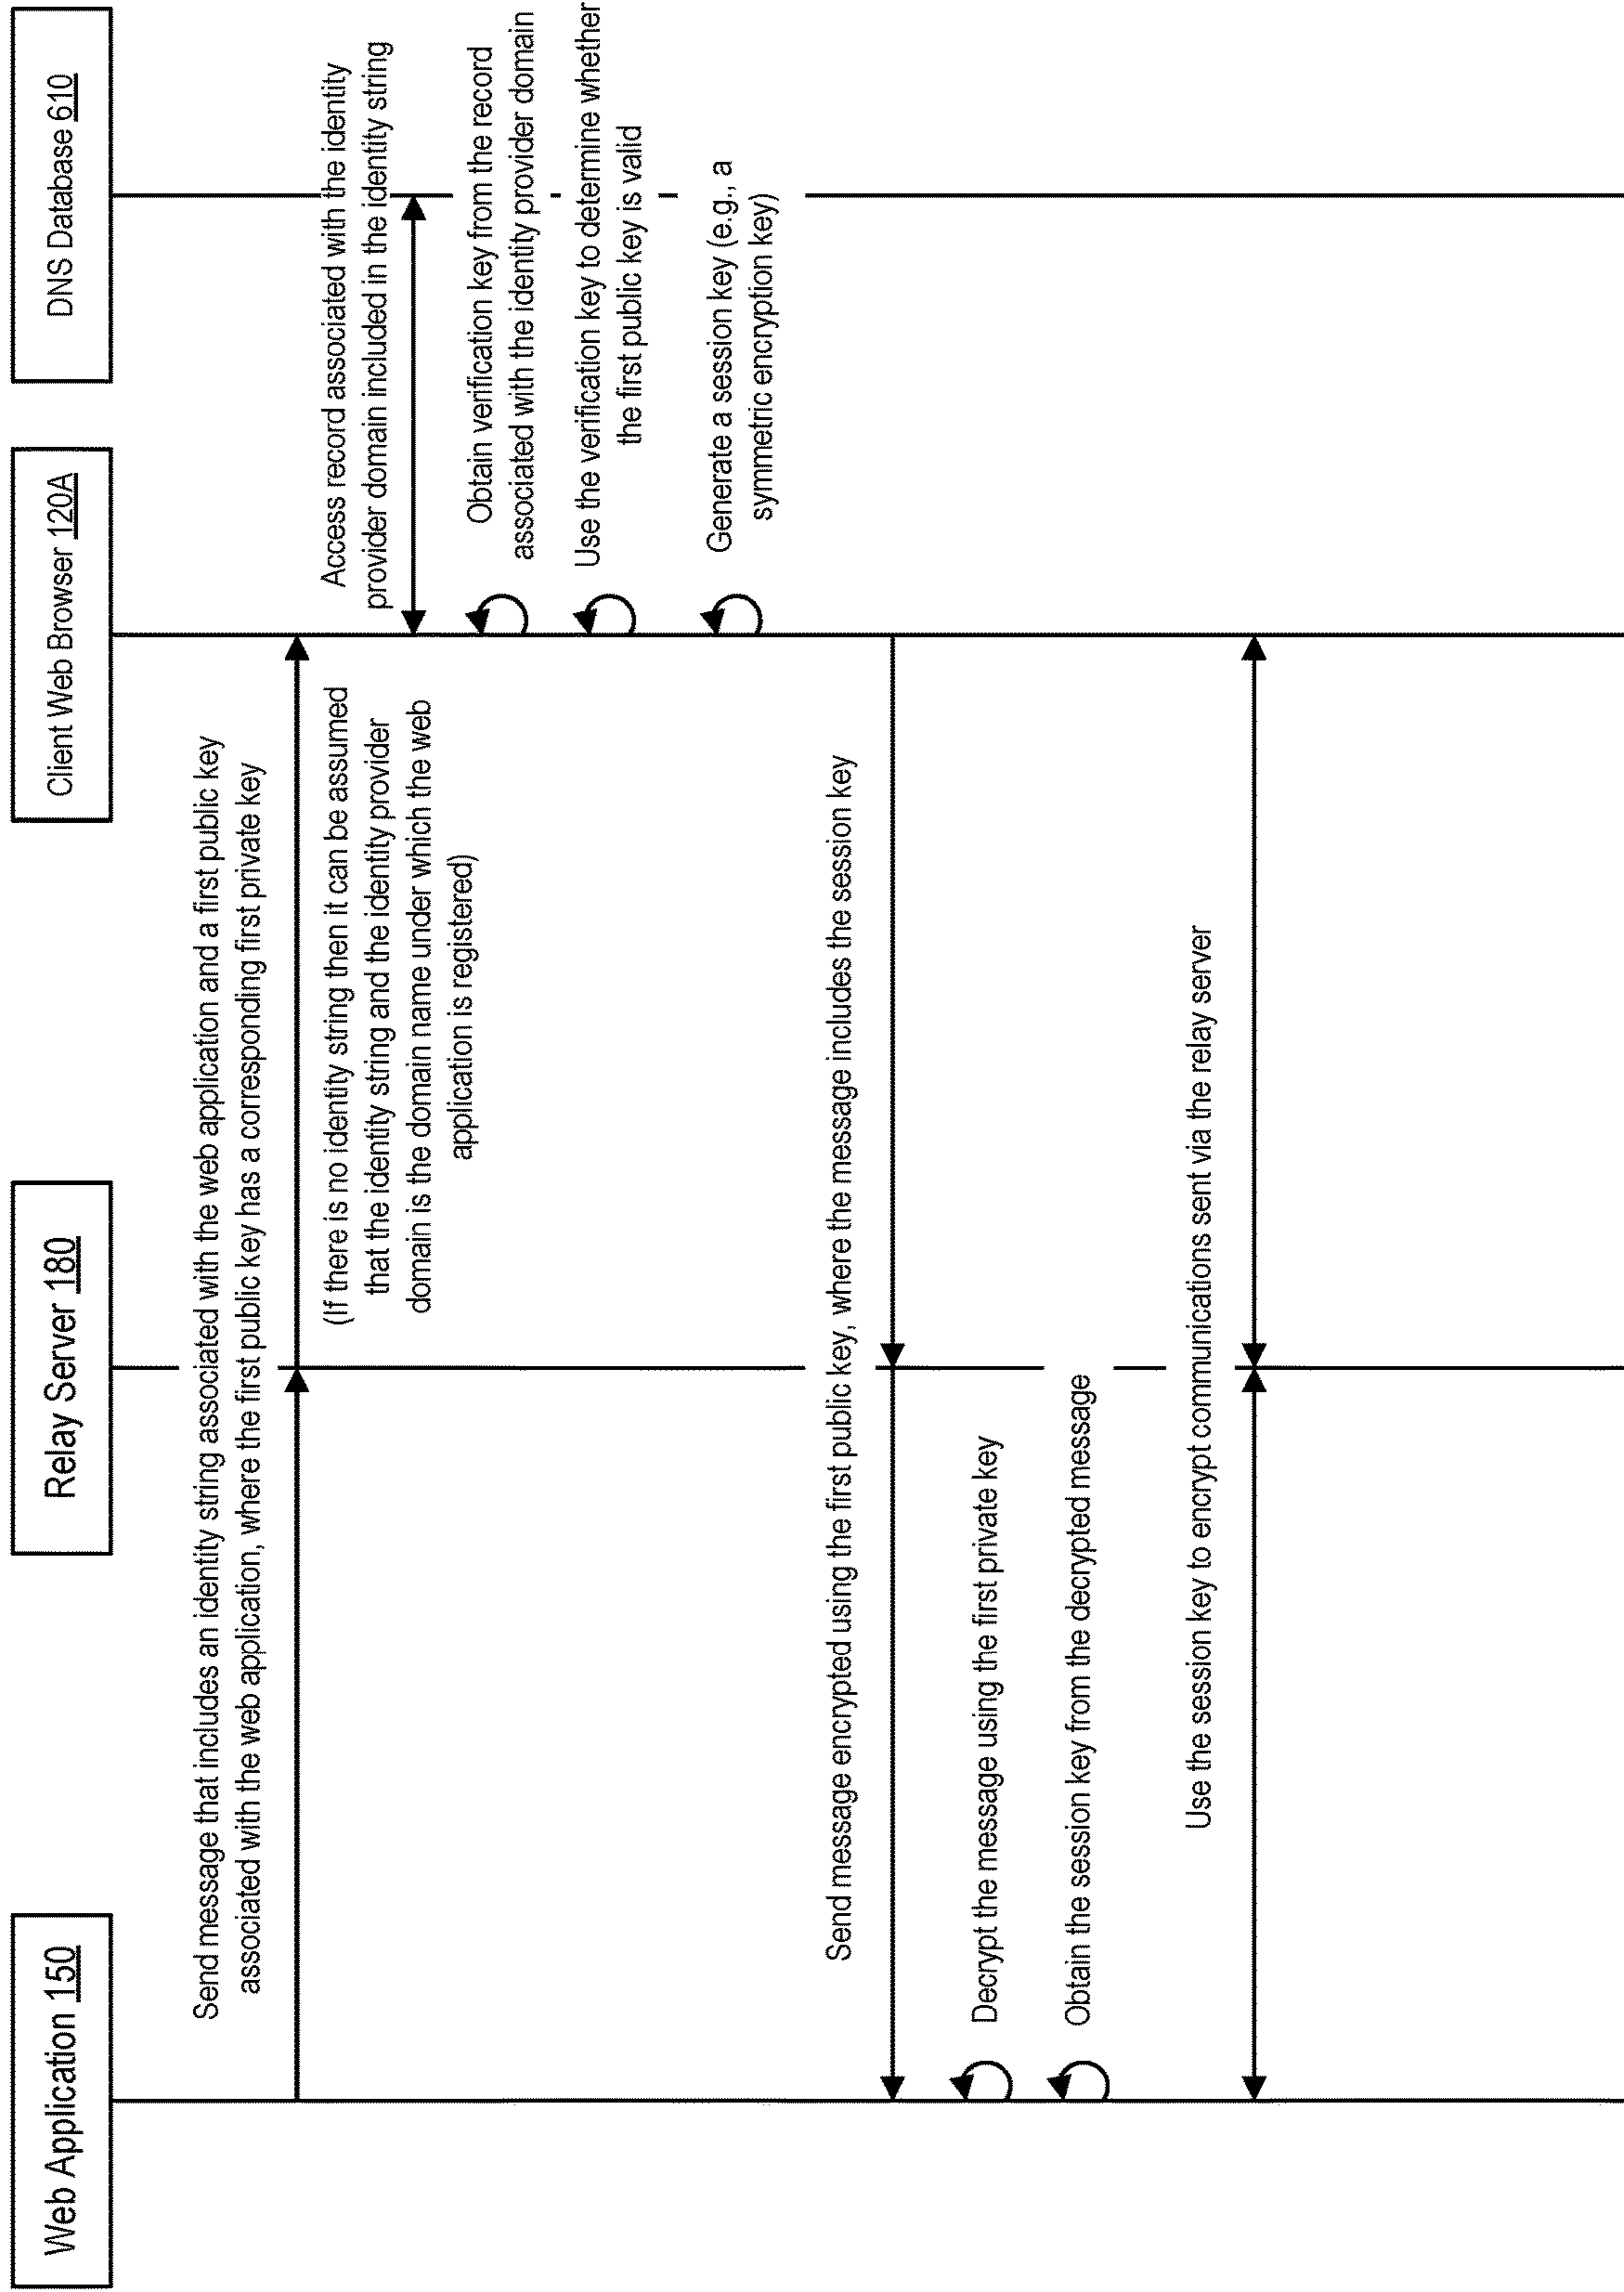 Web Application 150
Relay Server 180
Client Web Browser 120A
DNS Database 610
Send message that includes an identity string associated with the web application and a first public key
associated with the web application, where the first public key has a corresponding first private key
(If there is no identity string then it can be assumed
that the identity string and the identity provider
domain is the domain name under which the web
application is registered)
Access record associated with the identity
provider domain included in the identity string
Obtain verification key from the record
associated with the identity provider domain
Use the verification key to determine whether
the first public key is valid
Generate a session key (e.g., a
symmetric encryption key)
Send message encrypted using the first public key, where the message includes the session key
Decrypt the message using the first private key
Obtain the session key from the decrypted message
Use the session key to encrypt communications sent via the relay server